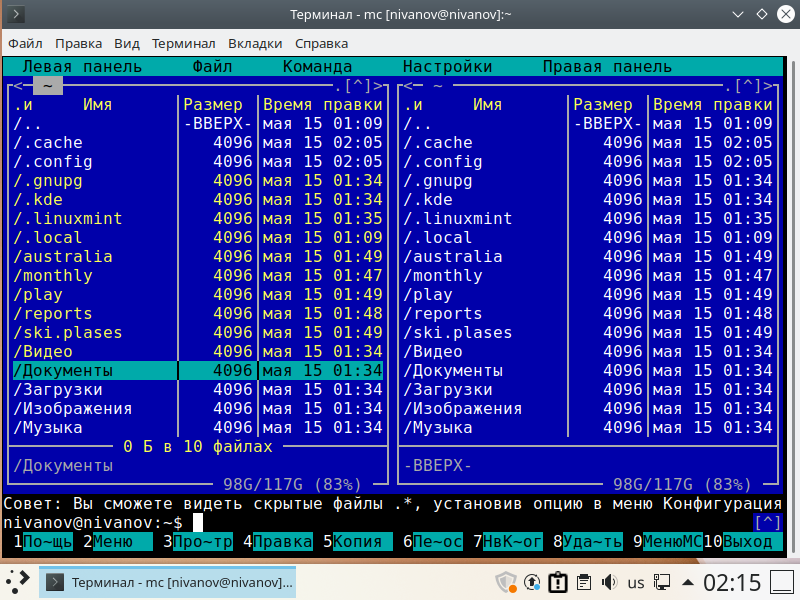 Терминал - mc [nivanov@nivanov]:~
Файл Правка Вид Терминал Вкладки Справка
Левая панель Файл Команда Настройки Правая панель
<─ ~ .[^]> <─ ~ .[^]>
.и Имя Размер Время правки .и Имя Размер Время правки
/.. -ВВЕРХ- мая 15 01:09 /.. -ВВЕРХ- мая 15 01:09
/.cache 4096 мая 15 02:05 /.cache 4096 мая 15 02:05
/.config 4096 мая 15 02:05 /.config 4096 мая 15 02:05
/.gnupg 4096 мая 15 01:34 /.gnupg 4096 мая 15 01:34
/.kde 4096 мая 15 01:34 /.kde 4096 мая 15 01:34
/.linuxmint 4096 мая 15 01:35 /.linuxmint 4096 мая 15 01:35
/.local 4096 мая 15 01:09 /.local 4096 мая 15 01:09
/australia 4096 мая 15 01:49 /australia 4096 мая 15 01:49
/monthly 4096 мая 15 01:47 /monthly 4096 мая 15 01:47
/play 4096 мая 15 01:49 /play 4096 мая 15 01:49
/reports 4096 мая 15 01:48 /reports 4096 мая 15 01:48
/ski.plases 4096 мая 15 01:49 /ski.plases 4096 мая 15 01:49
/Видео 4096 мая 15 01:34 /Видео 4096 мая 15 01:34
/Документы 4096 мая 15 01:34 /Документы 4096 мая 15 01:34
/Загрузки 4096 мая 15 01:34 /Загрузки 4096 мая 15 01:34
/Изображения 4096 мая 15 01:34 /Изображения 4096 мая 15 01:34
/Музыка 4096 мая 15 01:34 /Музыка 4096 мая 15 01:34
0 Б в 10 файлах
/Документы -ВВЕРХ-
98G/117G (83%) 98G/117G (83%)
Совет: Вы сможете видеть скрытые файлы .*, установив опцию в меню Конфигурация
nivanov@nivanov:~$ [^]
1По~щь 2Меню 3Про~тр 4Правка 5Копия 6Пе~ос 7НвК~ог 8Уда~ть 9МенюMC 10Выход
Терминал - mc [nivanov@nivanov]:... us 02:15